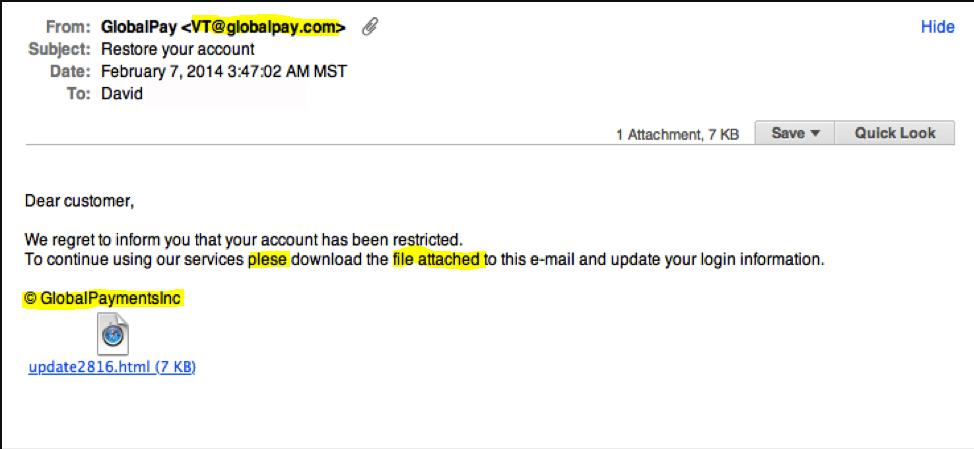 From: GlobalPay <VT@globalpay.com>
Hide
Subject: Restore your account
Date: February 7, 2014 3:47:02 AM MST
To: David
1 Attachment, 7 KB
Save ▼
Quick Look
Dear customer,
We regret to inform you that your account has been restricted.
To continue using our services plese download the file attached to this e-mail and update your login information.
© GlobalPaymentsInc
update2816.html (7 KB)